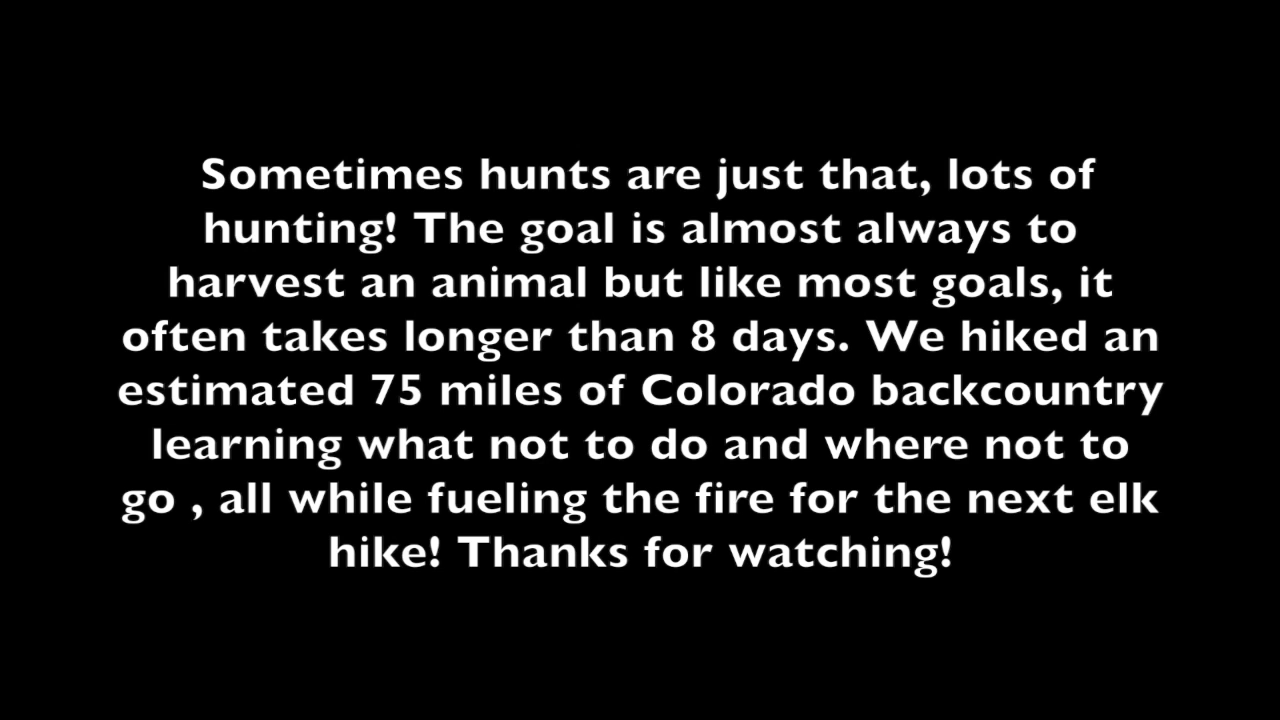 Sometimes hunts are just that, lots of
hunting! The goal is almost always to
harvest an animal but like most goals, it
often takes longer than 8 days. We hiked an
estimated 75 miles of Colorado backcountry
learning what not to do and where not to
go , all while fueling the fire for the next elk
hike! Thanks for watching!